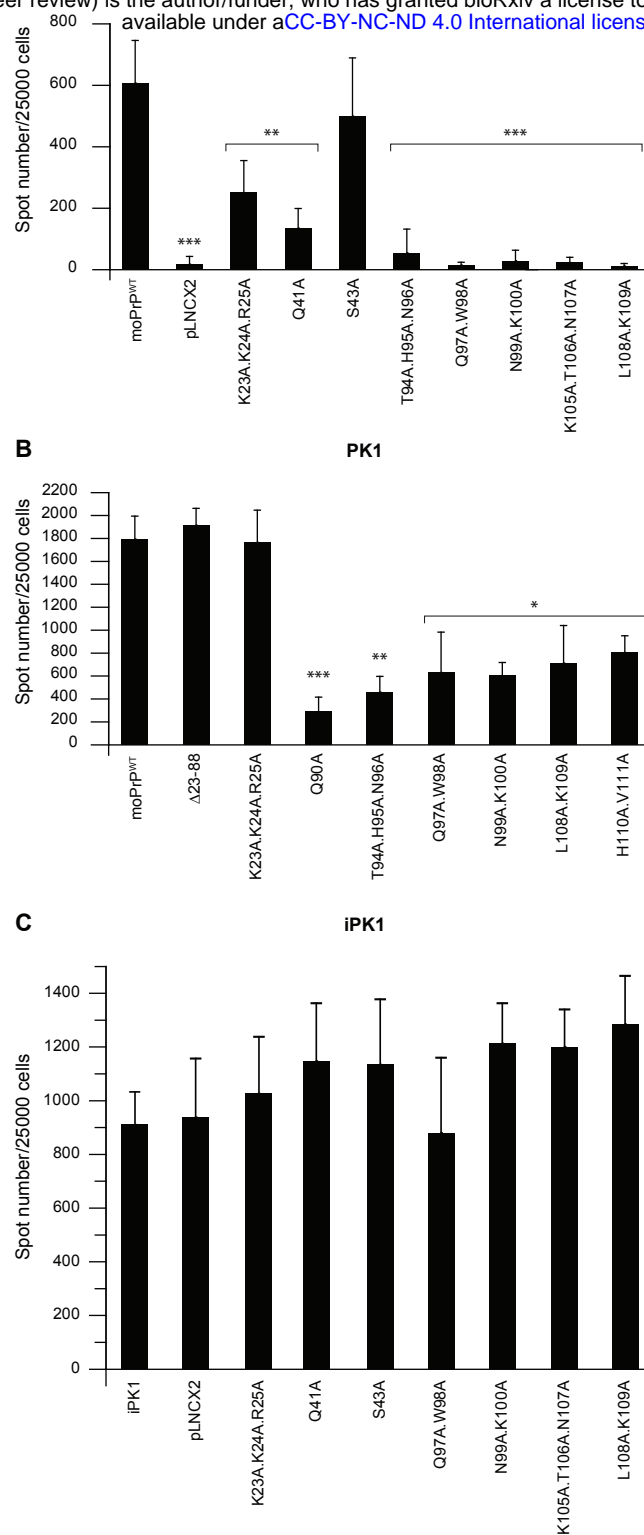 eer review) is the author/funder, who has granted bioRxiv a license to
available under aCC-BY-NC-ND 4.0 International licens
Spot number/25000 cells
800
600
400
200
0
***
**
***
moPrPWT
pLNCX2
K23A.K24A.R25A
Q41A
S43A
T94A.H95A.N96A
Q97A.W98A
N99A.K100A
K105A.T106A.N107A
L108A.K109A
B
PK1
Spot number/25000 cells
2200
2000
1800
1600
1400
1200
1000
800
600
400
200
0
***
**
*
moPrPWT
Δ23-88
K23A.K24A.R25A
Q90A
T94A.H95A.N96A
Q97A.W98A
N99A.K100A
L108A.K109A
H110A.V111A
C
iPK1
Spot number/25000 cells
1400
1200
1000
800
600
400
200
0
iPK1
pLNCX2
K23A.K24A.R25A
Q41A
S43A
Q97A.W98A
N99A.K100A
K105A.T106A.N107A
L108A.K109A